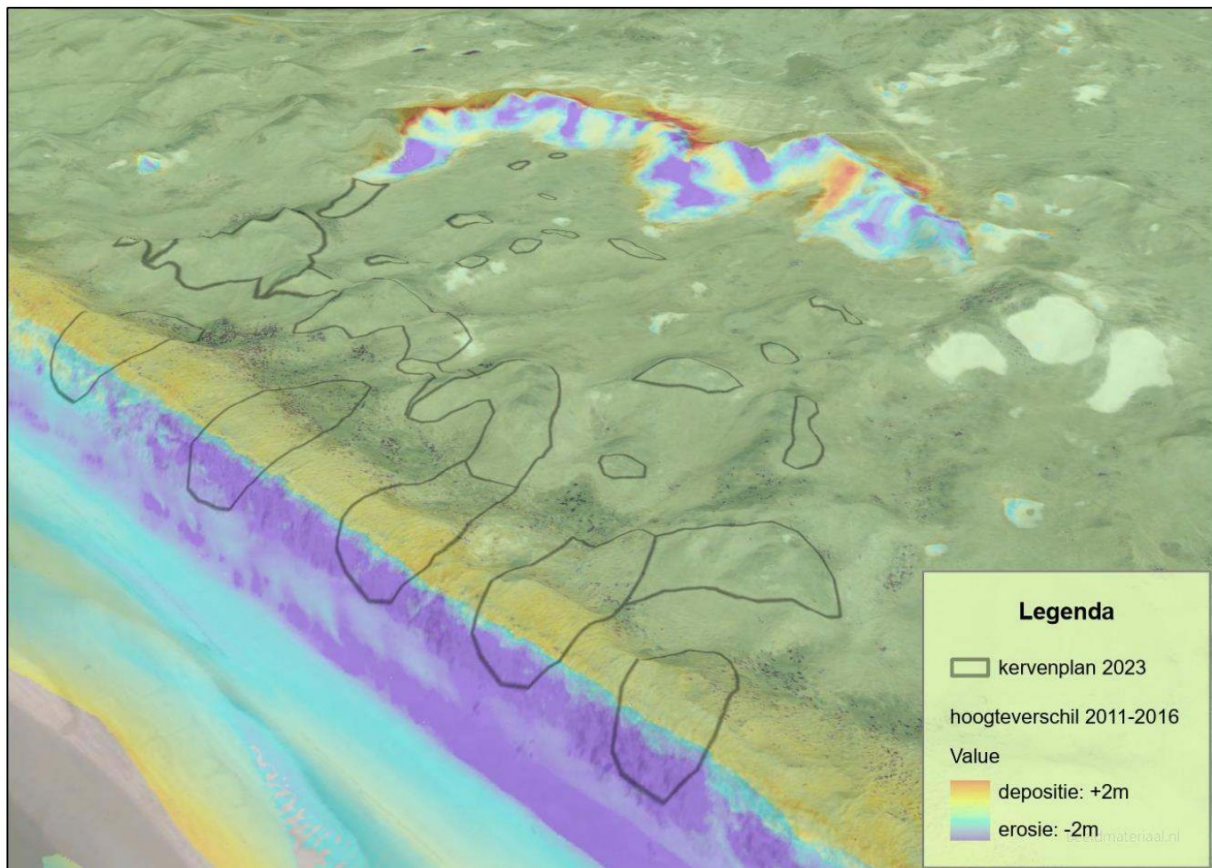 Legenda
kervenplan 2023
hoogteverschil 2011-2016
Value
depositie: +2m
erosie: -2m
beeldmateriaal.nl